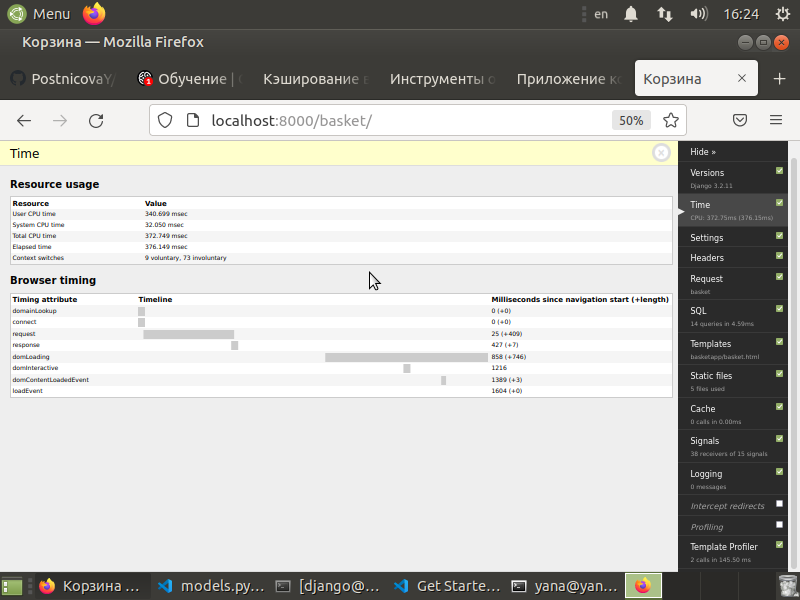 Menu en 16:24
Корзина — Mozilla Firefox
PostnicovaY/ Обучение | Кэширование в Инструменты о Приложение кс Корзина
localhost:8000/basket/ 50%
Time
Resource usage
Resource Value
User CPU time 340.699 msec
System CPU time 32.050 msec
Total CPU time 372.749 msec
Elapsed time 376.149 msec
Context switches 9 voluntary, 73 involuntary
Browser timing
Timing attribute Timeline Milliseconds since navigation start (+length)
domainLookup 0 (+0)
connect 0 (+0)
request 25 (+409)
response 427 (+7)
domLoading 858 (+746)
domInteractive 1216
domContentLoadedEvent 1389 (+3)
loadEvent 1604 (+0)
Hide »
Versions
Django 3.2.11
Time
CPU: 372.75ms (376.15ms)
Settings
Headers
Request
basket
SQL
14 queries in 4.59ms
Templates
basketapp/basket.html
Static files
5 files used
Cache
0 calls in 0.00ms
Signals
38 receivers of 15 signals
Logging
0 messages
Intercept redirects
Profiling
Template Profiler
2 calls in 145.50 ms
Корзина ... models.py... [django@... Get Starte... yana@yan...